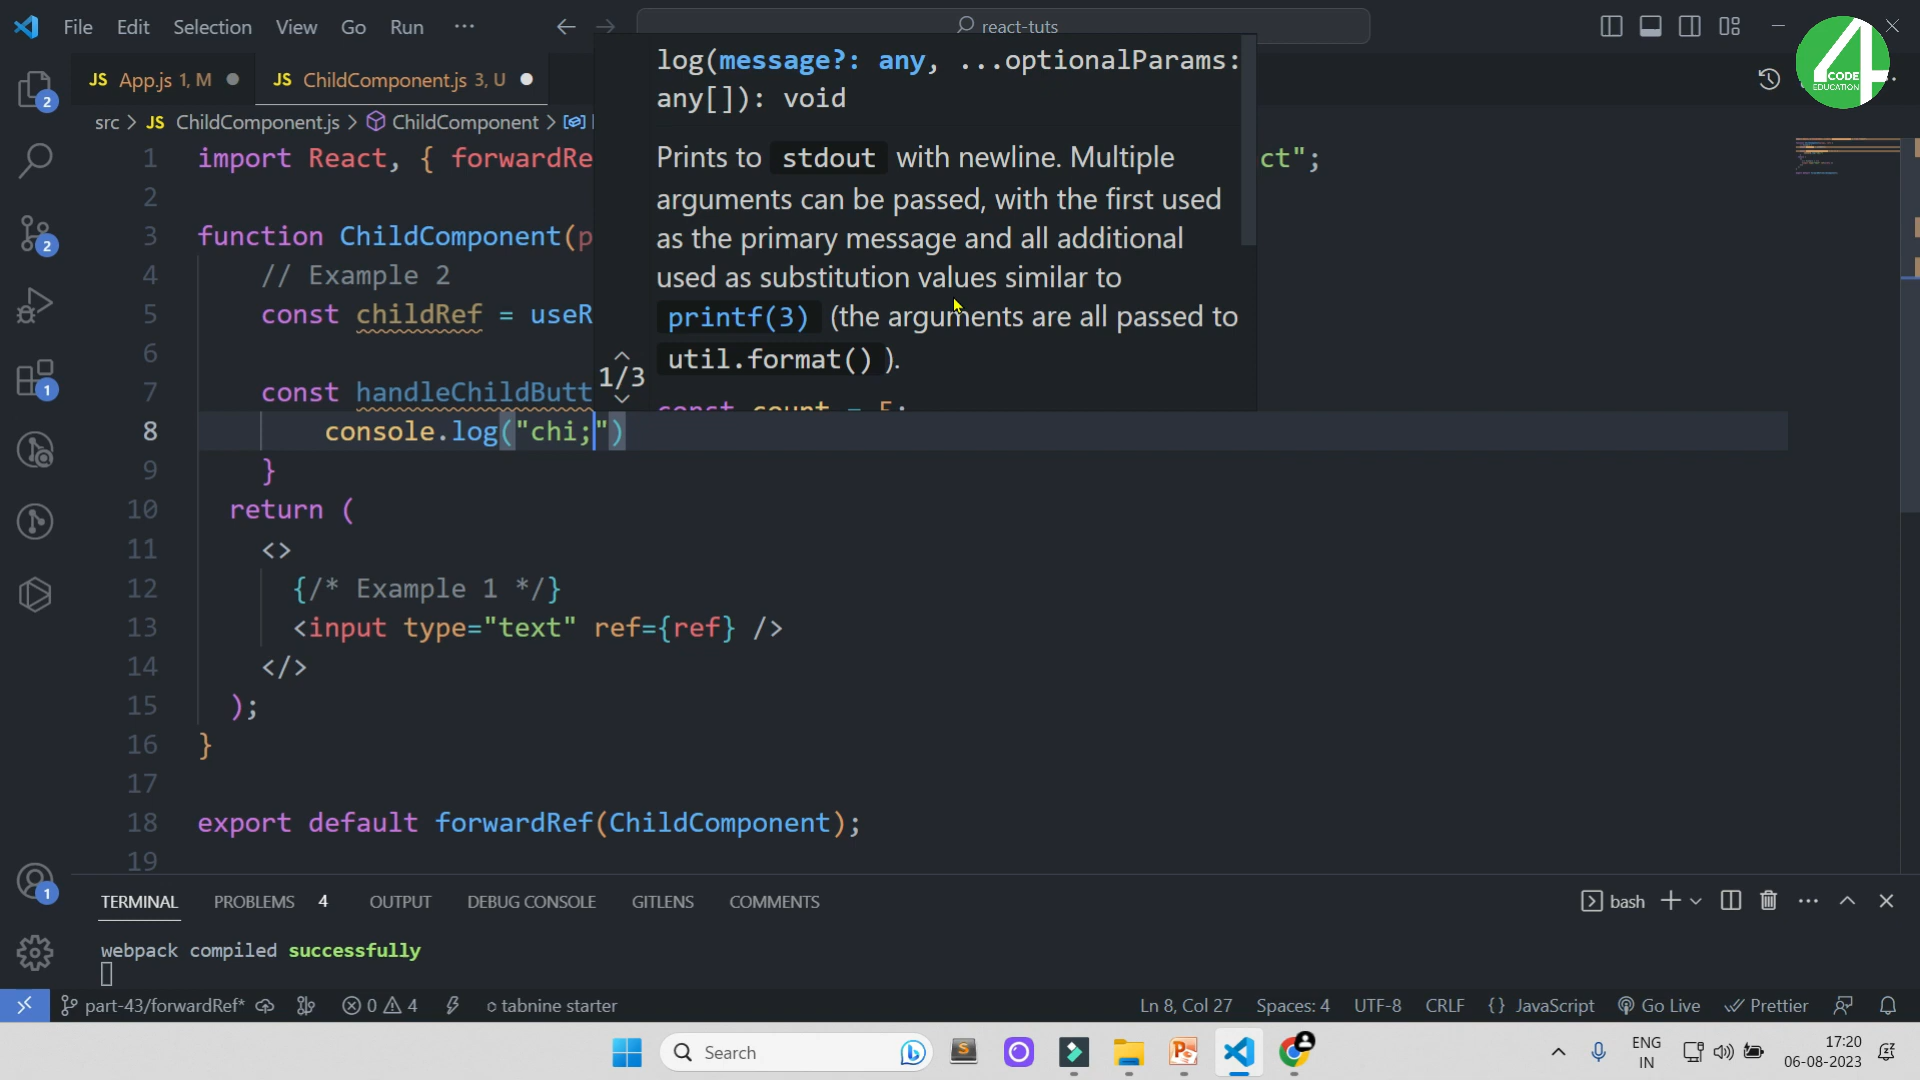 File Edit Selection View Go Run ··· react-tuts
CODE
EDUCATION
4
JS App.js 1, M JS ChildComponent.js 3, U
src > JS ChildComponent.js > ChildComponent >
log(message?: any, ...optionalParams:
any[]): void
Prints to stdout with newline. Multiple
arguments can be passed, with the first used
as the primary message and all additional
used as substitution values similar to
printf(3) (the arguments are all passed to
util.format() ).
const count = 5;
1/3
1 import React, { forwardRe ct";
2
3 function ChildComponent(p
4 // Example 2
5 const childRef = useR
6
7 const handleChildButt
8 console.log("chi;")
9 }
10 return (
11 <>
12 {/* Example 1 */}
13 <input type="text" ref={ref} />
14 </>
15 );
16 }
17
18 export default forwardRef(ChildComponent);
19
2
2
1
1
TERMINAL PROBLEMS 4 OUTPUT DEBUG CONSOLE GITLENS COMMENTS bash
webpack compiled successfully
part-43/forwardRef* 0 4 tabnine starter Ln 8, Col 27 Spaces: 4 UTF-8 CRLF {} JavaScript Go Live Prettier
Search ENG 17:20
IN 06-08-2023